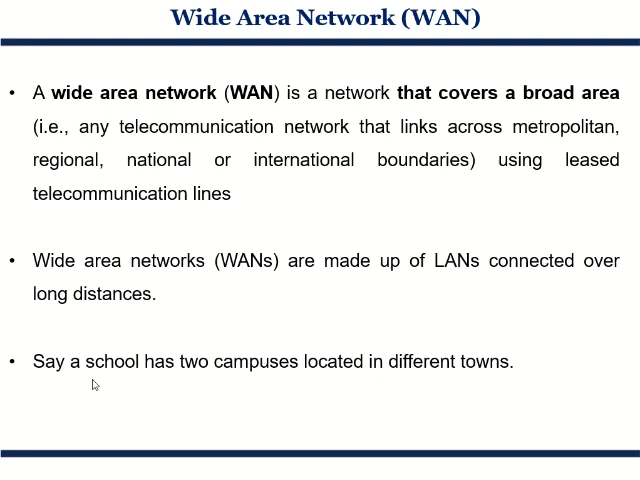 Wide Area Network (WAN)
• A wide area network (WAN) is a network that covers a broad area
(i.e., any telecommunication network that links across metropolitan,
regional, national or international boundaries) using leased
telecommunication lines
• Wide area networks (WANs) are made up of LANs connected over
long distances.
• Say a school has two campuses located in different towns.